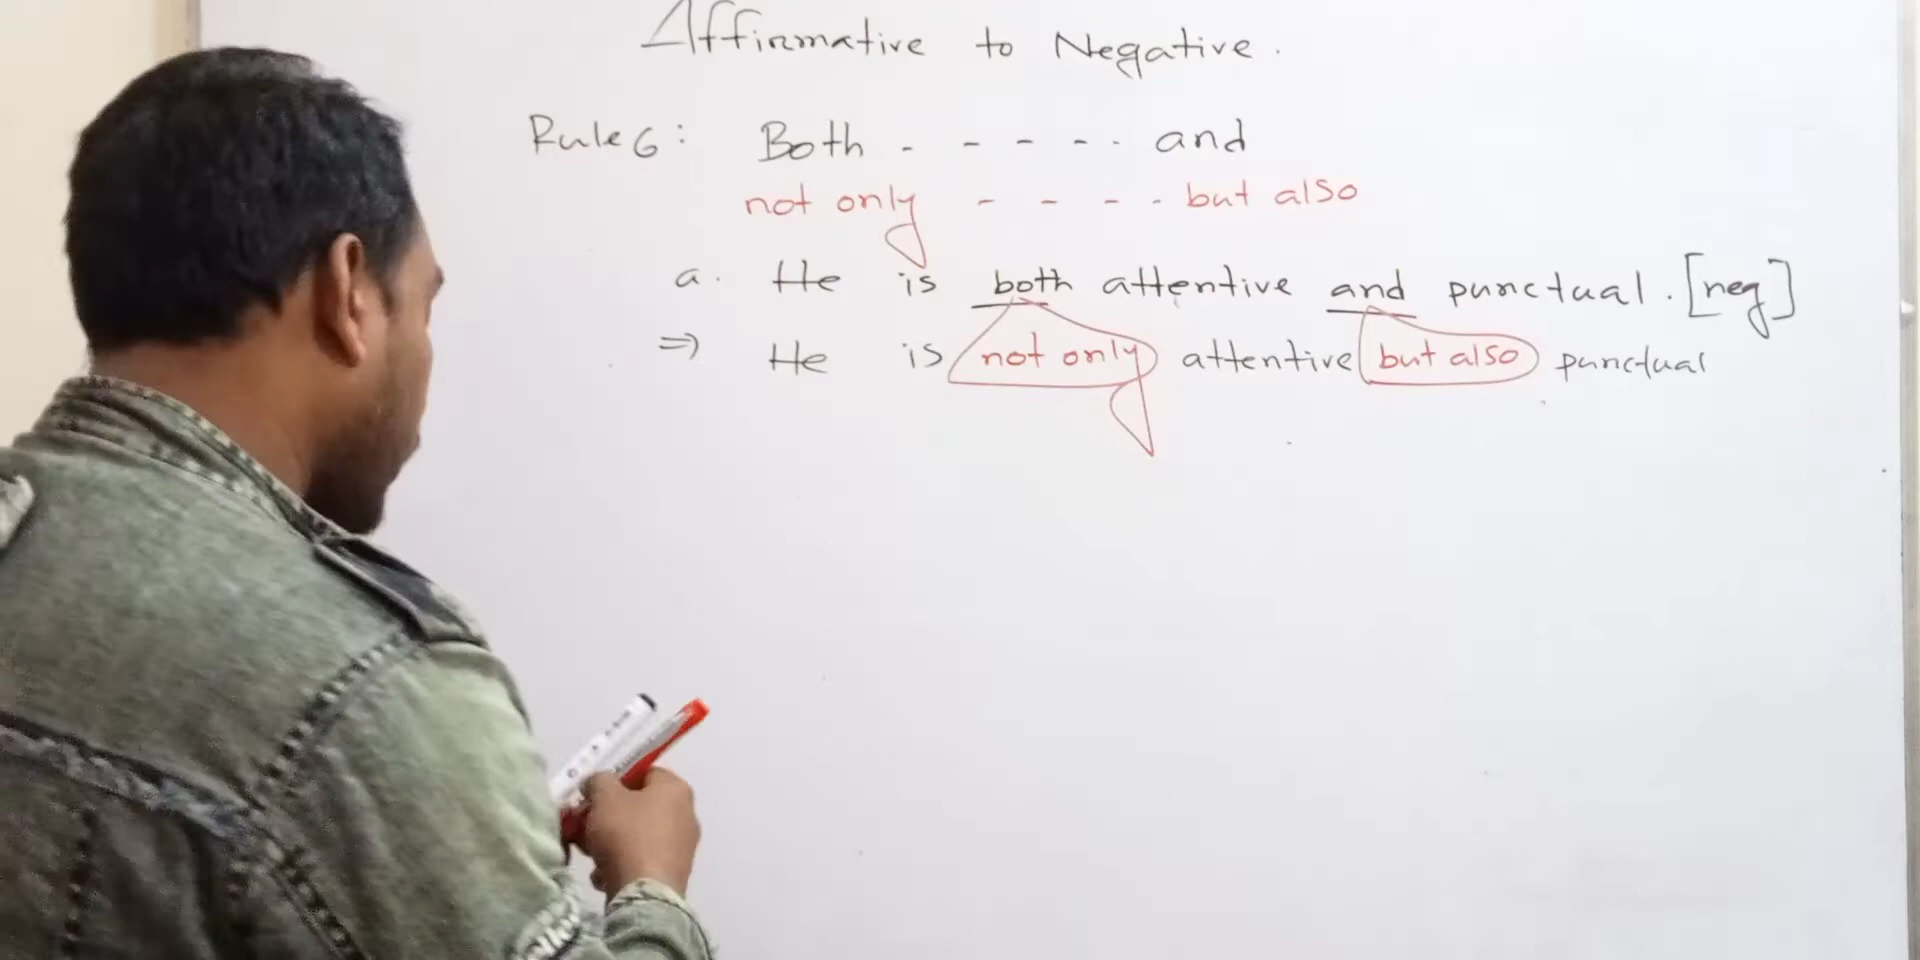 Affirmative to Negative.
Rule 6: Both - - - - - and
not only - - - - but also
a. He is both attentive and punctual. [neg]
⇒ He is not only attentive but also punctual